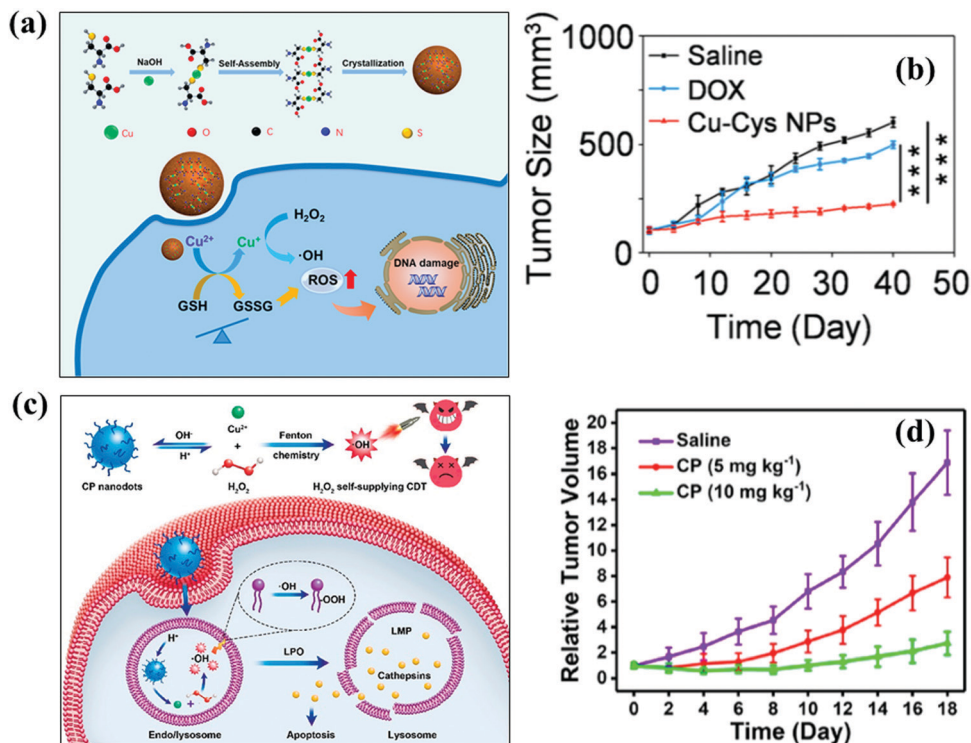 (a)
NaOH
Self-Assembly
Crystallization
Cu
O
C
N
S
Cu²⁺
Cu⁺
H₂O₂
·OH
GSH
GSSG
ROS
DNA damage
(b)
Tumor Size (mm³)
1000
500
0
Saline
DOX
Cu-Cys NPs
***
***
0 10 20 30 40 50
Time (Day)
(c)
CP nanodots
OH⁻
H⁺
Cu²⁺
+
H₂O₂
Fenton
chemistry
·OH
H₂O₂ self-supplying CDT
·OH
-OOH
H⁺
·OH
+
LPO
LMP
Cathepsins
Endo/lysosome
Apoptosis
Lysosome
(d)
Relative Tumor Volume
20
18
16
14
12
10
8
6
4
2
0
Saline
CP (5 mg kg⁻¹)
CP (10 mg kg⁻¹)
0 2 4 6 8 10 12 14 16 18
Time (Day)